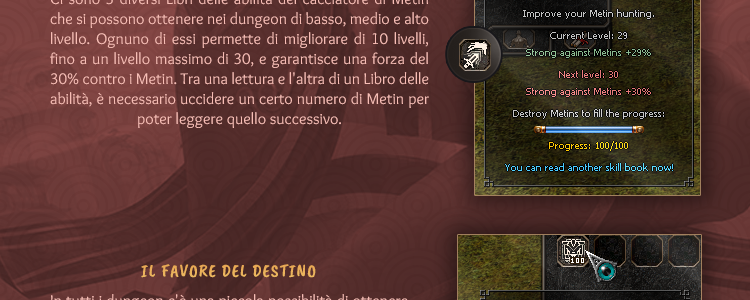 Ci sono 3 diversi Libri delle abilità del cacciatore di Metin
che si possono ottenere nei dungeon di basso, medio e alto
livello. Ognuno di essi permette di migliorare di 10 livelli,
fino a un livello massimo di 30, e garantisce una forza del
30% contro i Metin. Tra una lettura e l'altra di un Libro delle
abilità, è necessario uccidere un certo numero di Metin per
poter leggere quello successivo.
Improve your Metin hunting.
Current Level: 29
Strong against Metins +29%
Next level: 30
Strong against Metins +30%
Destroy Metins to fill the progress:
Progress: 100/100
You can read another skill book now!
IL FAVORE DEL DESTINO
In tutti i dungeon c'è una piccola possibilità di ottenere
100